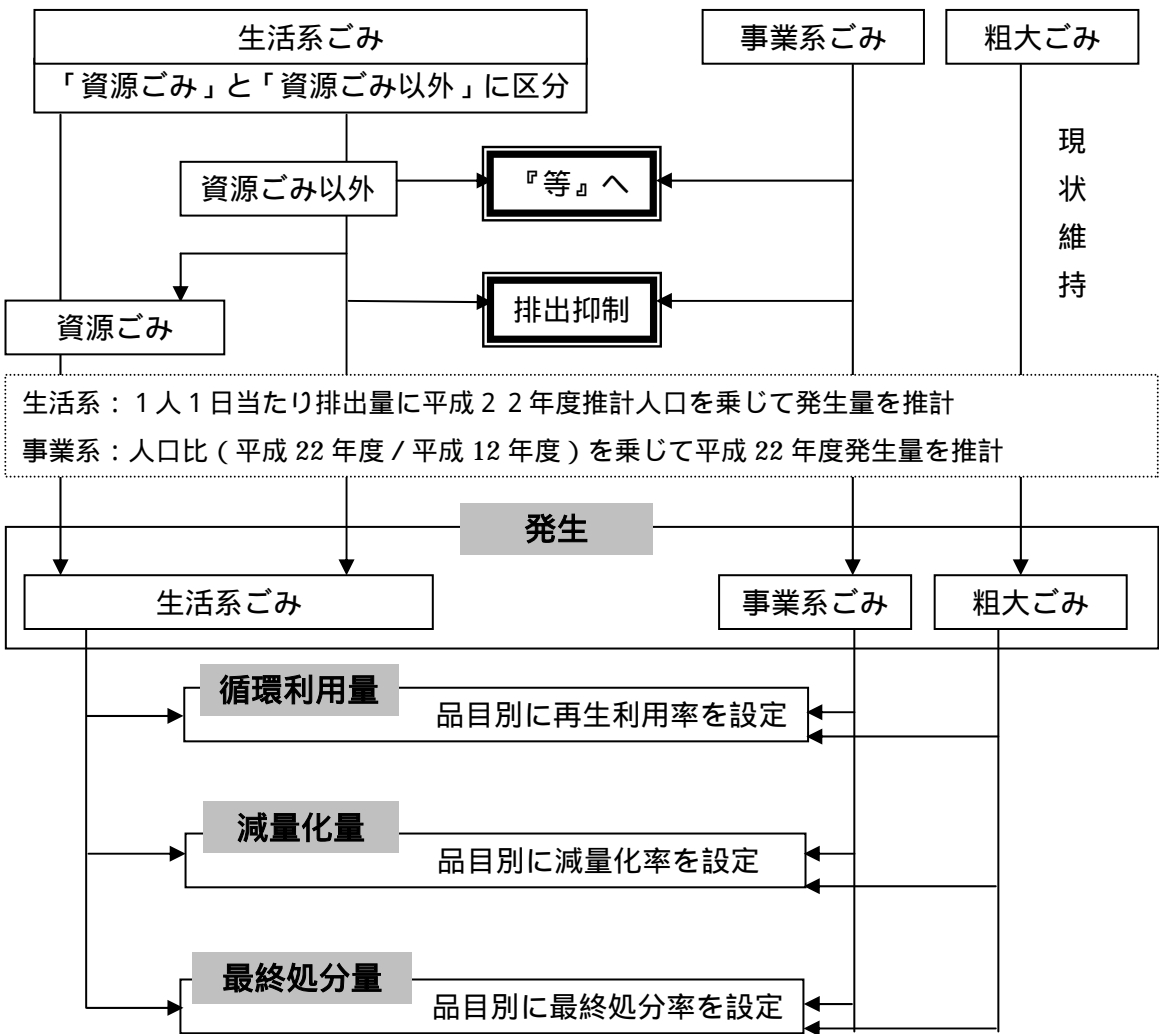 生活系ごみ
「資源ごみ」と「資源ごみ以外」に区分
事業系ごみ
粗大ごみ
現状維持
資源ごみ以外
『等』へ
排出抑制
資源ごみ
生活系:1人1日当たり排出量に平成22年度推計人口を乗じて発生量を推計
事業系:人口比(平成 22 年度/平成 12 年度)を乗じて平成 22 年度発生量を推計
発生
生活系ごみ
事業系ごみ
粗大ごみ
循環利用量
品目別に再生利用率を設定
減量化量
品目別に減量化率を設定
最終処分量
品目別に最終処分率を設定